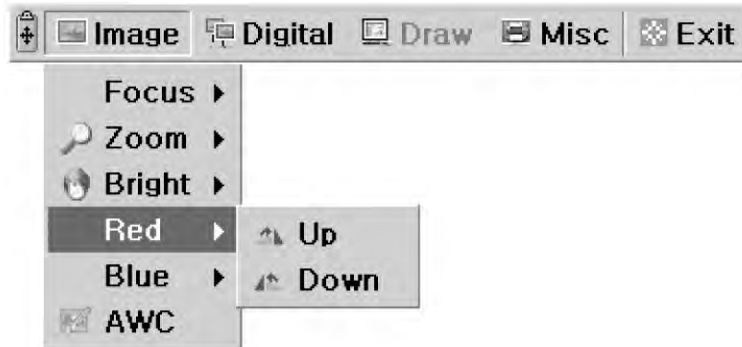 Image Digital Draw Misc Exit
Focus
Zoom
Bright
Red
Up
Blue
Down
AWC